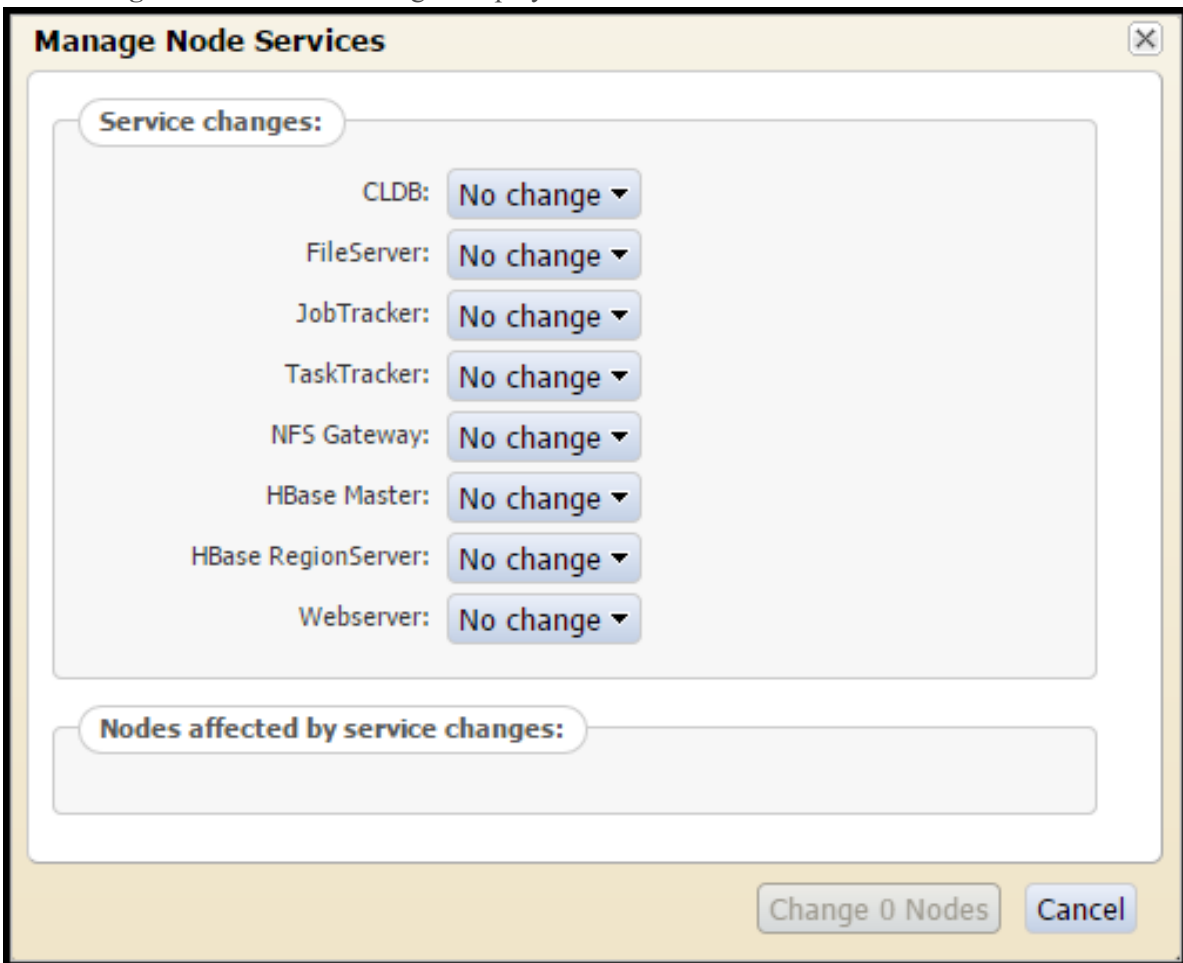 Manage Node Services
Service changes:
CLDB: No change
FileServer: No change
JobTracker: No change
TaskTracker: No change
NFS Gateway: No change
HBase Master: No change
HBase RegionServer: No change
Webserver: No change
Nodes affected by service changes:
Change 0 Nodes Cancel